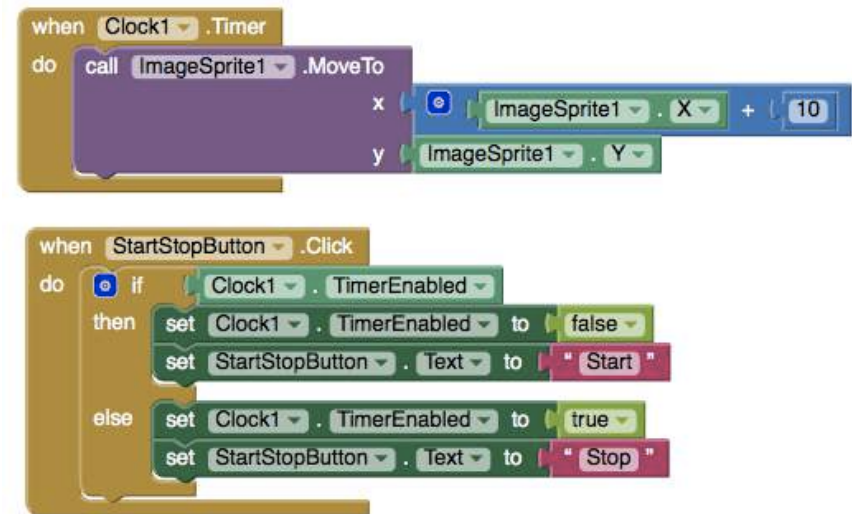 when Clock1 .Timer
do call ImageSprite1 .MoveTo
x ImageSprite1 . X + 10
y ImageSprite1 . Y
when StartStopButton .Click
do if Clock1 . TimerEnabled
then set Clock1 . TimerEnabled to false
set StartStopButton . Text to " Start "
else set Clock1 . TimerEnabled to true
set StartStopButton . Text to " Stop "